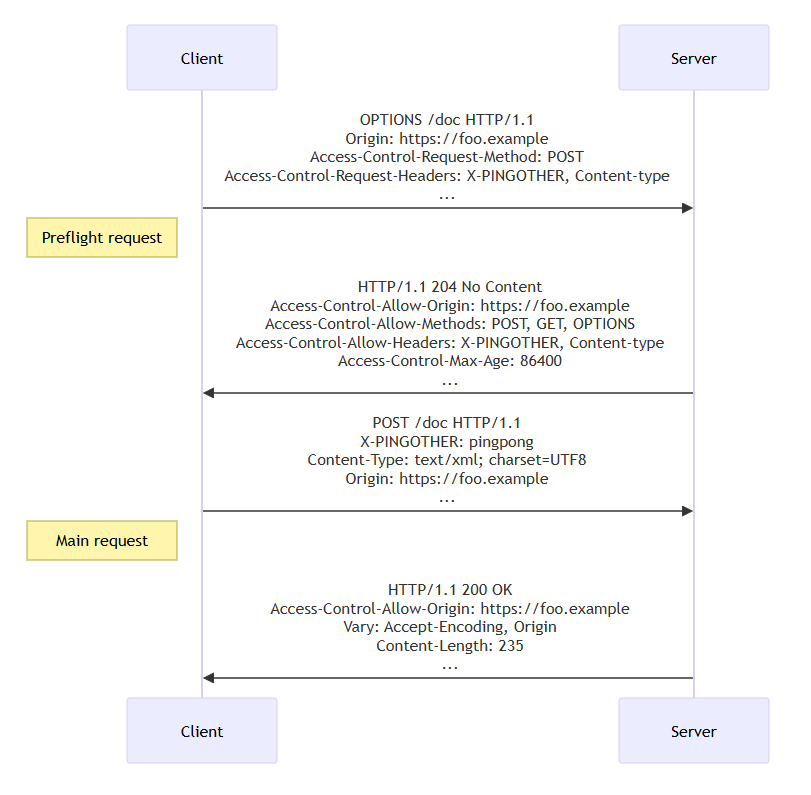 Client
Server
OPTIONS /doc HTTP/1.1
Origin: https://foo.example
Access-Control-Request-Method: POST
Access-Control-Request-Headers: X-PINGOTHER, Content-type
...
Preflight request
HTTP/1.1 204 No Content
Access-Control-Allow-Origin: https://foo.example
Access-Control-Allow-Methods: POST, GET, OPTIONS
Access-Control-Allow-Headers: X-PINGOTHER, Content-type
Access-Control-Max-Age: 86400
...
POST /doc HTTP/1.1
X-PINGOTHER: pingpong
Content-Type: text/xml; charset=UTF8
Origin: https://foo.example
...
Main request
HTTP/1.1 200 OK
Access-Control-Allow-Origin: https://foo.example
Vary: Accept-Encoding, Origin
Content-Length: 235
...
Client
Server